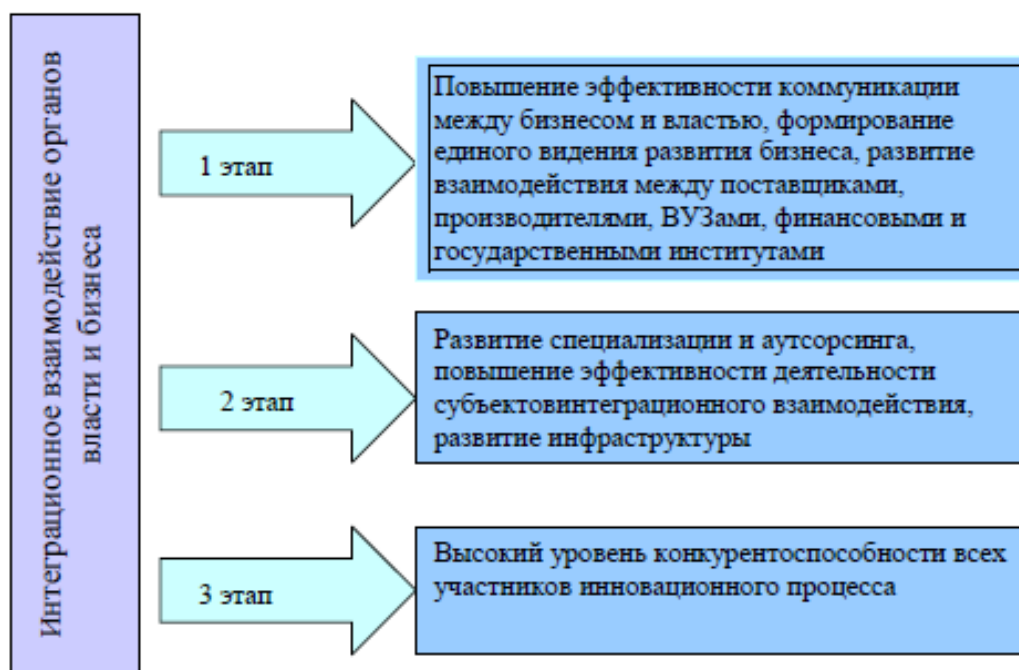 Интеграционное взаимодействие органов
власти и бизнеса
1 этап
Повышение эффективности коммуникации
между бизнесом и властью, формирование
единого видения развития бизнеса, развитие
взаимодействия между поставщиками,
производителями, ВУЗами, финансовыми и
государственными институтами
2 этап
Развитие специализации и аутсорсинга,
повышение эффективности деятельности
субъектовинтеграционного взаимодействия,
развитие инфраструктуры
3 этап
Высокий уровень конкурентоспособности всех
участников инновационного процесса